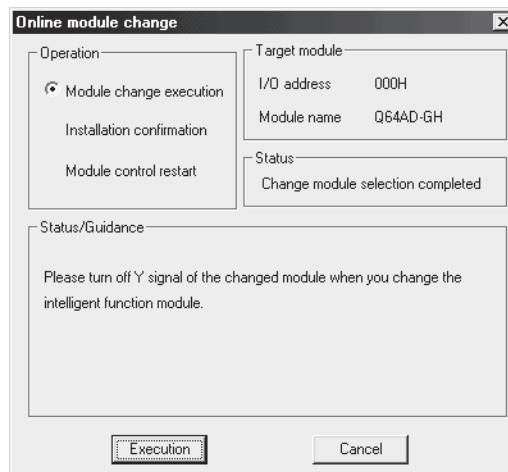 Online module change
Operation
Module change execution
Installation confirmation
Module control restart
Target module
I/O address 000H
Module name Q64AD-GH
Status
Change module selection completed
Status/Guidance
Please turn off Y signal of the changed module when you change the
intelligent function module.
Execution
Cancel